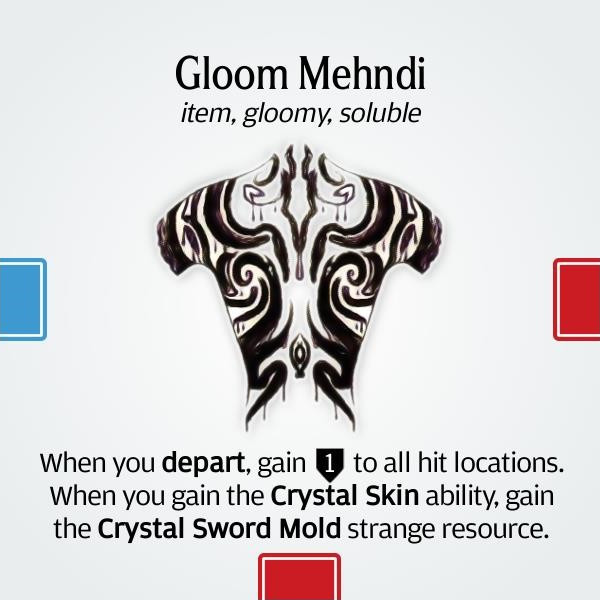 Gloom Mehndi
item, gloomy, soluble
When you depart, gain 1 to all hit locations.
When you gain the Crystal Skin ability, gain
the Crystal Sword Mold strange resource.